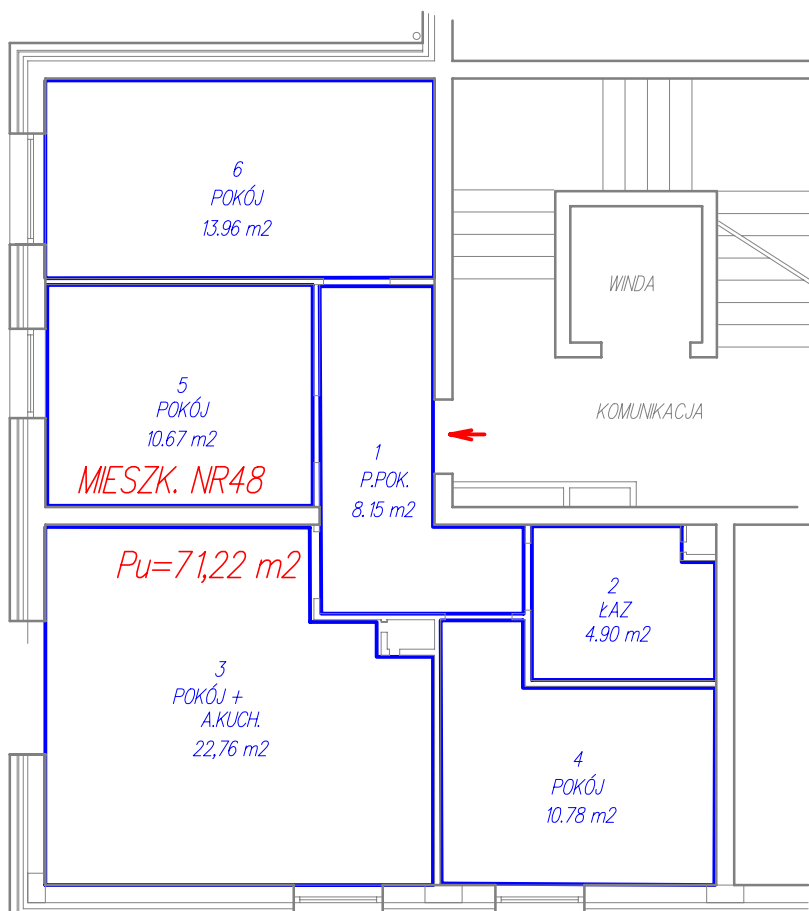 6
POKÓJ
13.96 m2
WINDA
KOMUNIKACJA
5
POKÓJ
10.67 m2
MIESZK. NR48
1
P.POK.
8.15 m2
Pu=71,22 m2
2
ŁAZ
4.90 m2
3
POKÓJ +
A.KUCH.
22,76 m2
4
POKÓJ
10.78 m2